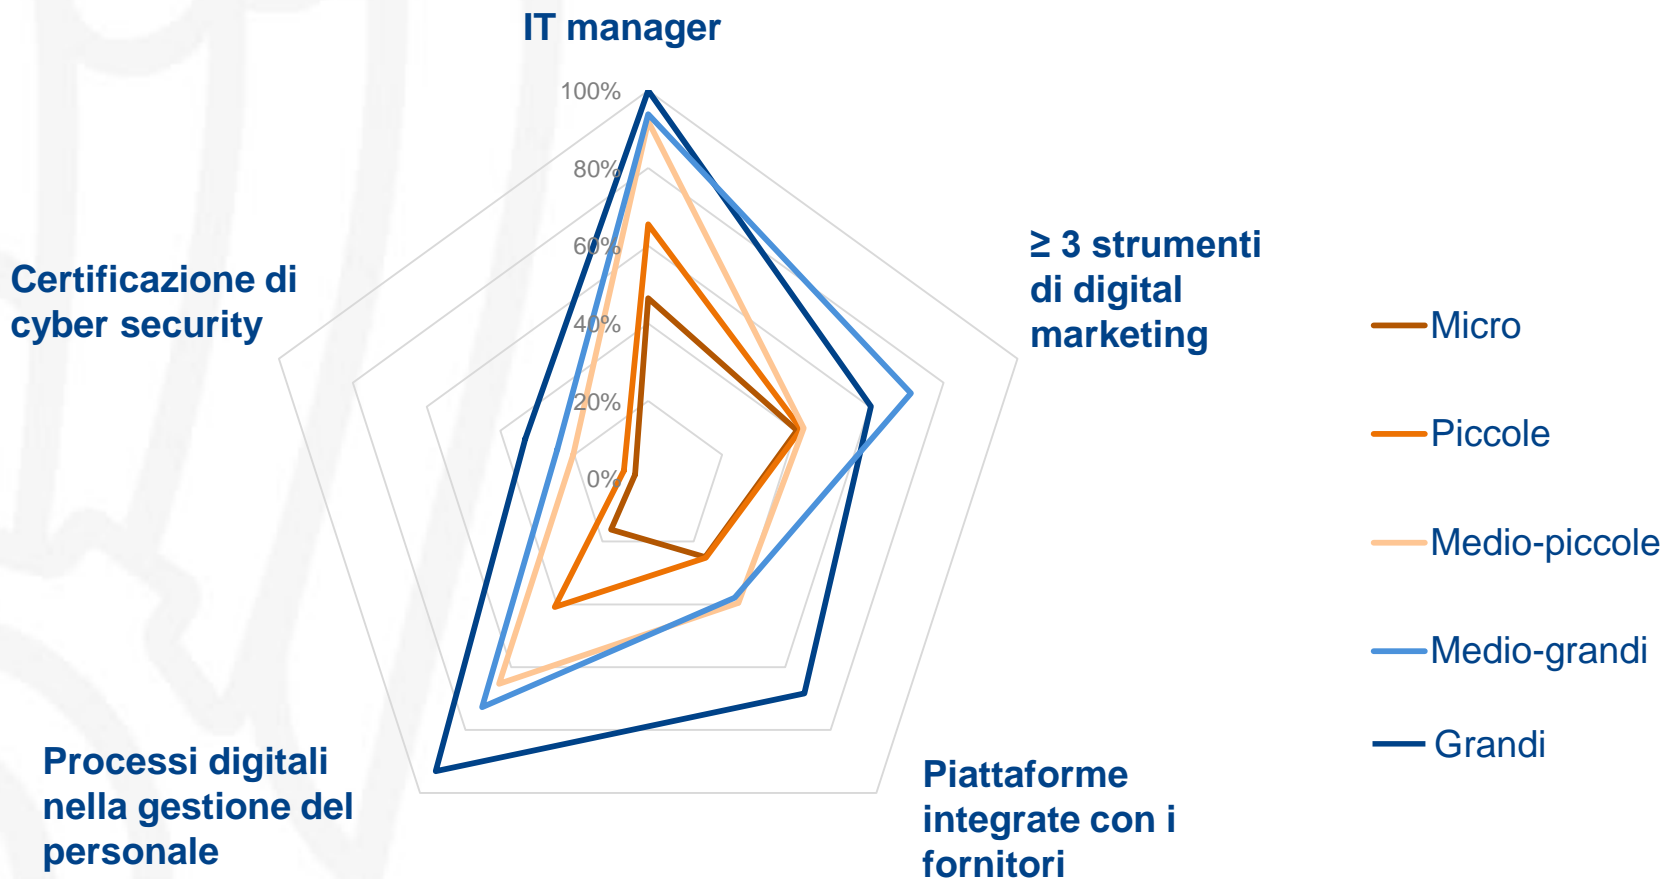 IT manager
100%
80%
60%
40%
20%
0%
≥ 3 strumenti
di digital
marketing
Certificazione di
cyber security
Processi digitali
nella gestione del
personale
Piattaforme
integrate con i
fornitori
Micro
Piccole
Medio-piccole
Medio-grandi
Grandi